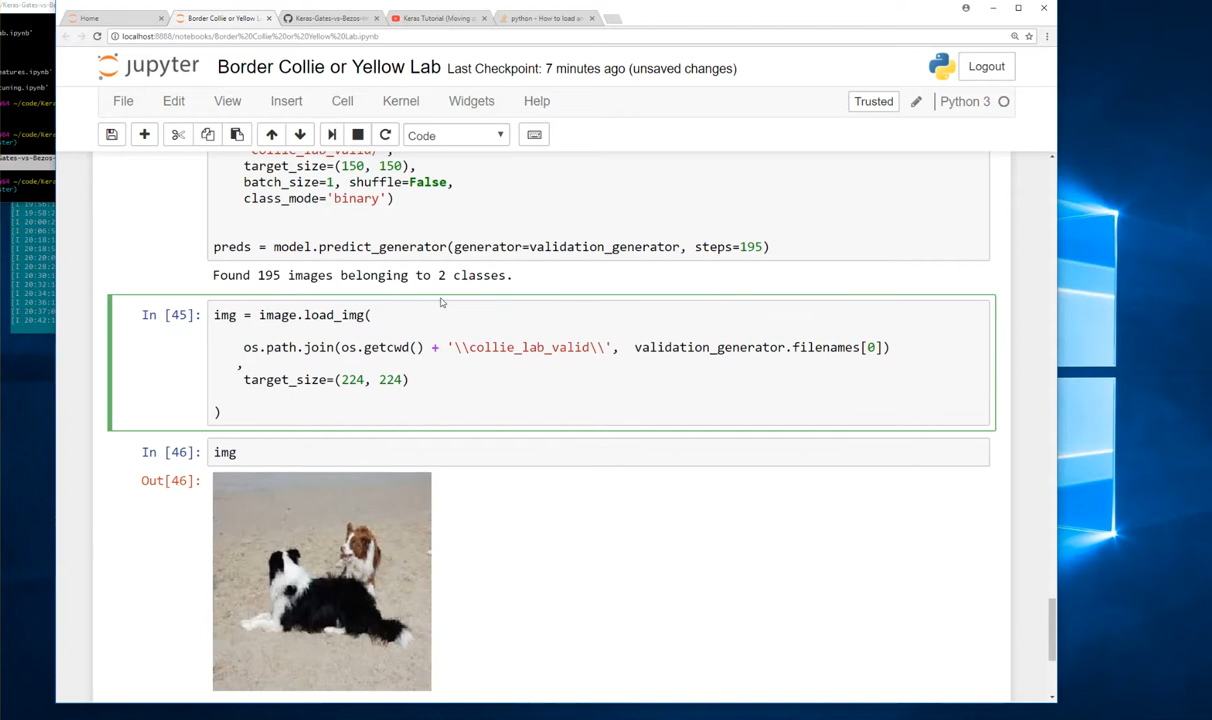 Home
Border Collie or Yellow
Keras-Gates-vs-Bezos-in
Keras Tutorial (Moving p
python - How to load an
localhost:8888/notebooks/Border%20Collie%20or%20Yellow%20Lab.ipynb
jupyter Border Collie or Yellow Lab Last Checkpoint: 7 minutes ago (unsaved changes) Logout
File Edit View Insert Cell Kernel Widgets Help Trusted Python 3
Code
target_size=(150, 150),
batch_size=1, shuffle=False,
class_mode='binary')
preds = model.predict_generator(generator=validation_generator, steps=195)
Found 195 images belonging to 2 classes.
In [45]: img = image.load_img(
os.path.join(os.getcwd() + '\\collie_lab_valid\\', validation_generator.filenames[0])
,
target_size=(224, 224)
)
In [46]: img
Out[46]: